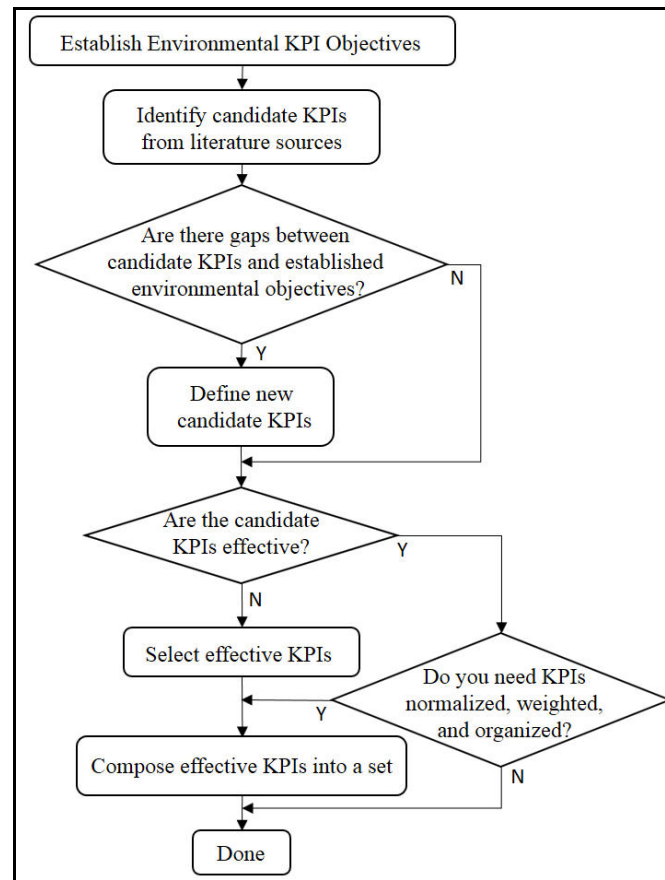 Establish Environmental KPI Objectives
Identify candidate KPIs
from literature sources
Are there gaps between
candidate KPIs and established
environmental objectives?
N
Y
Define new
candidate KPIs
Are the candidate
KPIs effective?
Y
N
Select effective KPIs
Do you need KPIs
normalized, weighted,
and organized?
Y
N
Compose effective KPIs into a set
Done